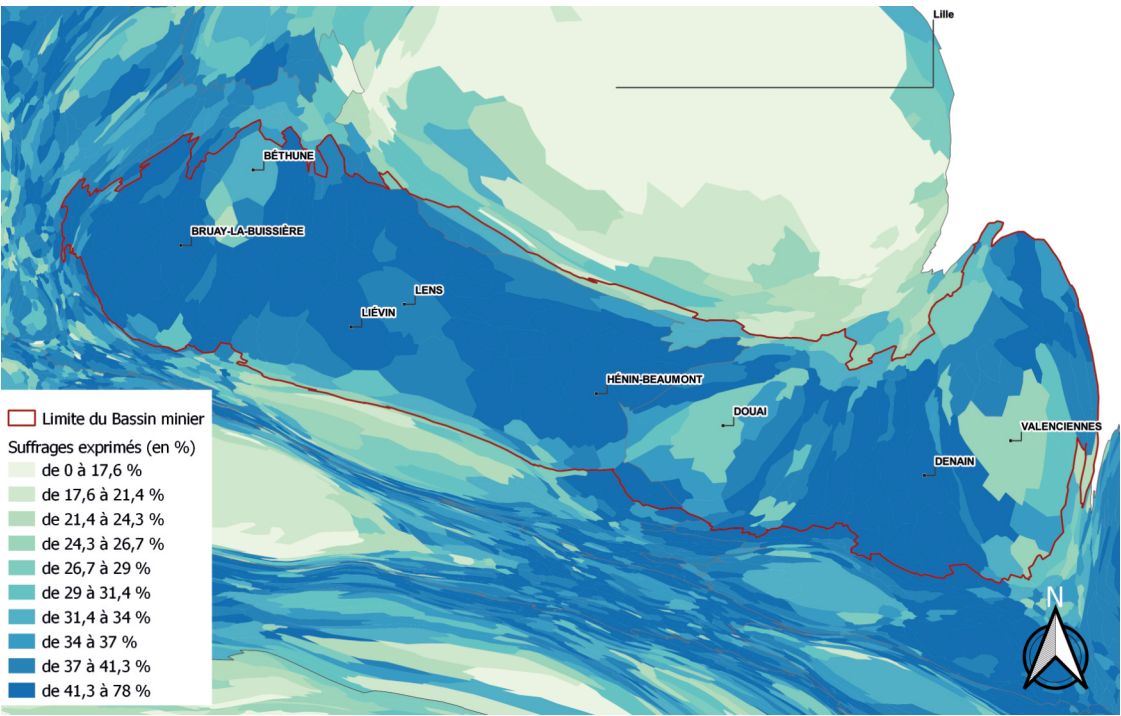 Lille
BÉTHUNE
BRUAY-LA-BUISSIÈRE
LENS
LIÉVIN
HÉNIN-BEAUMONT
DOUAI
VALENCIENNES
DENAIN
Limite du Bassin minier
Suffrages exprimés (en %)
de 0 à 17,6 %
de 17,6 à 21,4 %
de 21,4 à 24,3 %
de 24,3 à 26,7 %
de 26,7 à 29 %
de 29 à 31,4 %
de 31,4 à 34 %
de 34 à 37 %
de 37 à 41,3 %
de 41,3 à 78 %
N